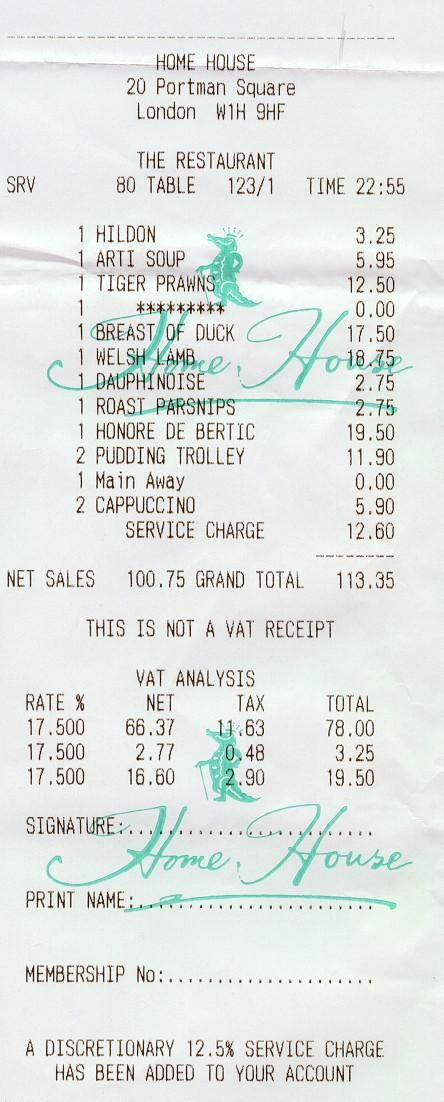 HOME HOUSE
20 Portman Square
London W1H 9HF
THE RESTAURANT
SRV 80 TABLE 123/1 TIME 22:55
1 HILDON 3.25
1 ARTI SOUP 5.95
1 TIGER PRAWNS 12.50
1 ********* 0.00
1 BREAST OF DUCK 17.50
1 WELSH LAMB 18.75
1 DAUPHINOISE 2.75
1 ROAST PARSNIPS 2.75
1 HONORE DE BERTIC 19.50
2 PUDDING TROLLEY 11.90
1 Main Away 0.00
2 CAPPUCCINO 5.90
SERVICE CHARGE 12.60
NET SALES 100.75 GRAND TOTAL 113.35
THIS IS NOT A VAT RECEIPT
VAT ANALYSIS
RATE % NET TAX TOTAL
17.500 66.37 11.63 78.00
17.500 2.77 0.48 3.25
17.500 16.60 2.90 19.50
SIGNATURE:..............................
Home House
PRINT NAME:.............................
MEMBERSHIP No:......................
A DISCRETIONARY 12.5% SERVICE CHARGE
HAS BEEN ADDED TO YOUR ACCOUNT
Home House